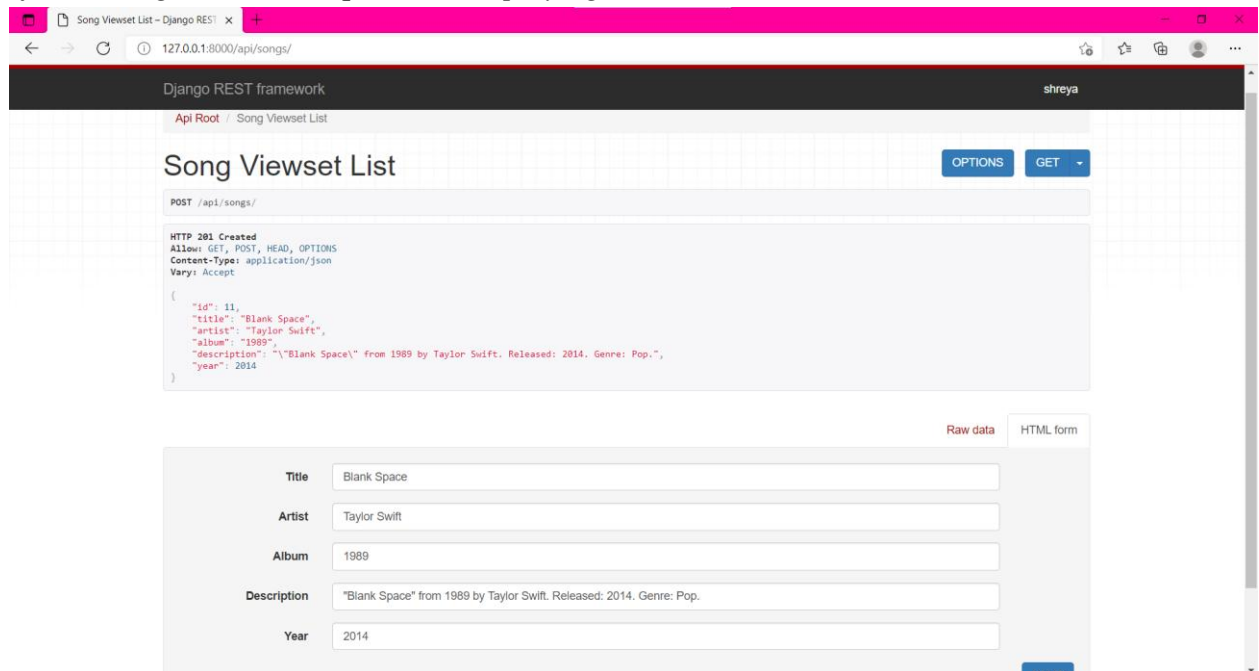 Song Viewset List – Django REST
127.0.0.1:8000/api/songs/
Django REST framework
shreya
Api Root / Song Viewset List
Song Viewset List
OPTIONS
GET
POST /api/songs/
HTTP 201 Created
Allow: GET, POST, HEAD, OPTIONS
Content-Type: application/json
Vary: Accept
{
"id": 11,
"title": "Blank Space",
"artist": "Taylor Swift",
"album": "1989",
"description": "\"Blank Space\" from 1989 by Taylor Swift. Released: 2014. Genre: Pop.",
"year": 2014
}
Raw data
HTML form
Title
Blank Space
Artist
Taylor Swift
Album
1989
Description
"Blank Space" from 1989 by Taylor Swift. Released: 2014. Genre: Pop.
Year
2014